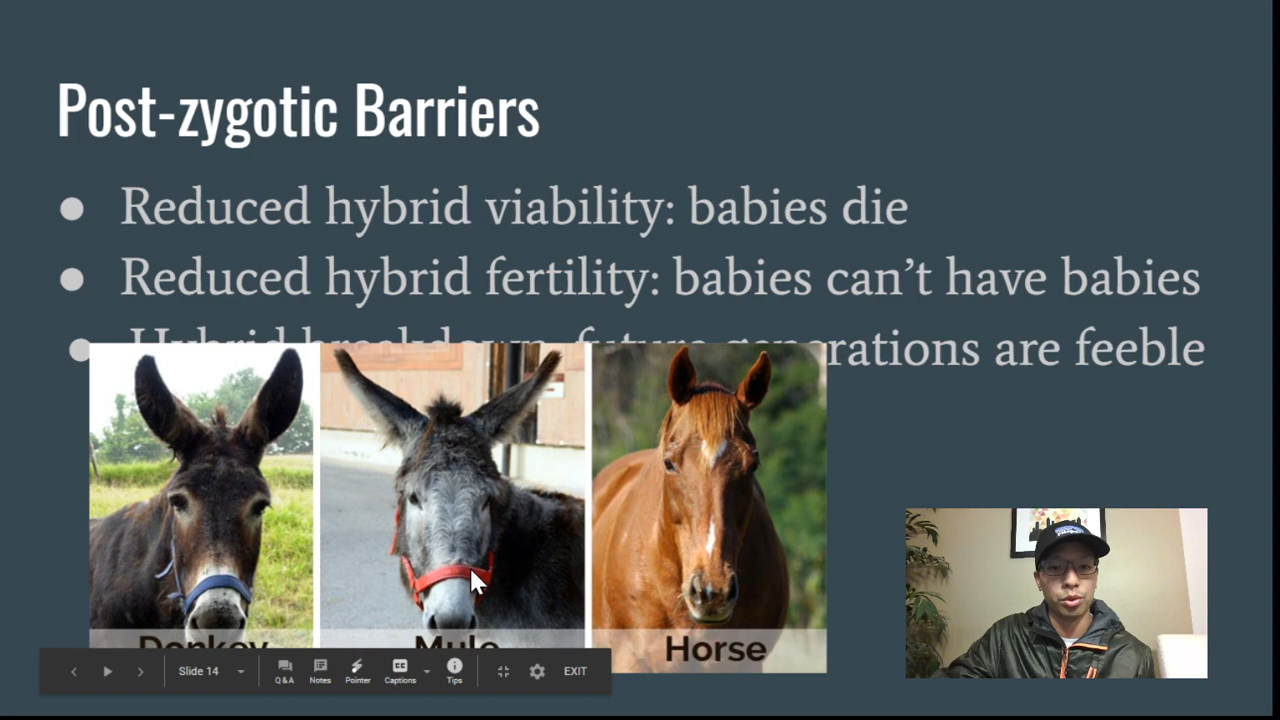 Post-zygotic Barriers
● Reduced hybrid viability: babies die
● Reduced hybrid fertility: babies can’t have babies
● Hybrid breakdown: future generations are feeble
Donkey Mule Horse
Slide 14 Q&A Notes Pointer Captions Tips EXIT